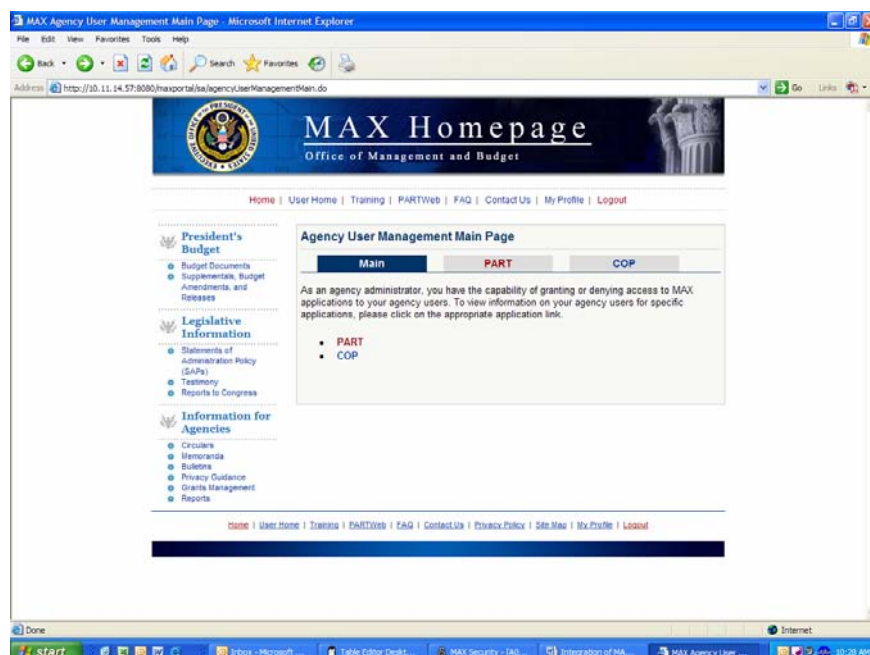 MAX Agency User Management Main Page - Microsoft Internet Explorer
File Edit View Favorites Tools Help
Back Search Favorites
Address http://10.11.14.57:8080/maxportal/sa/agencyUserManagementMain.do Go Links
MAX Homepage
Office of Management and Budget
Home | User Home | Training | PARTWeb | FAQ | Contact Us | My Profile | Logout
President's
Budget
Budget Documents
Supplementals, Budget
Amendments, and
Releases
Legislative
Information
Statements of
Administration Policy
(SAPs)
Testimony
Reports to Congress
Information for
Agencies
Circulars
Memoranda
Bulletins
Privacy Guidance
Grants Management
Reports
Agency User Management Main Page
Main PART COP
As an agency administrator, you have the capability of granting or denying access to MAX
applications to your agency users. To view information on your agency users for specific
applications, please click on the appropriate application link.
PART
COP
Home | User Home | Training | PARTWeb | FAQ | Contact Us | Privacy Policy | Site Map | My Profile | Logout
Done Internet
start Inbox - Microsoft ... Table Editor Deskt... MAX Security - Integration of MA... MAX Agency User ... 10:28 AM